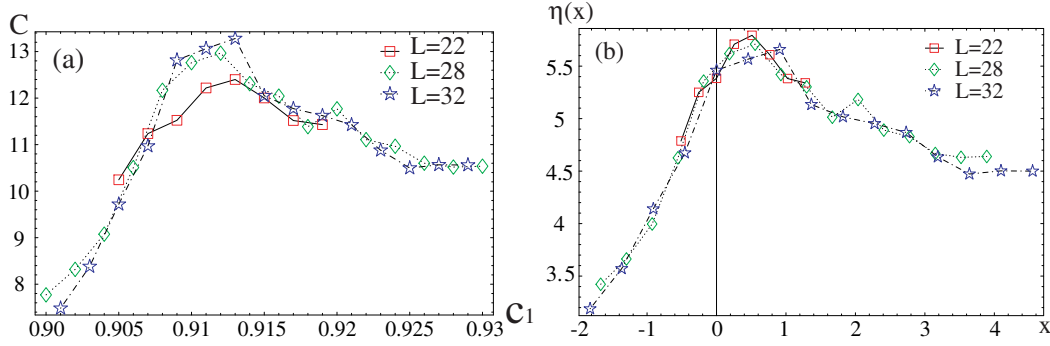 C
(a)
L=22
L=28
L=32
13
12
11
10
9
8
0.90 0.905 0.91 0.915 0.92 0.925 0.93
c1
η(x)
(b)
L=22
L=28
L=32
5.5
5
4.5
4
3.5
-2 -1 0 1 2 3 4 x